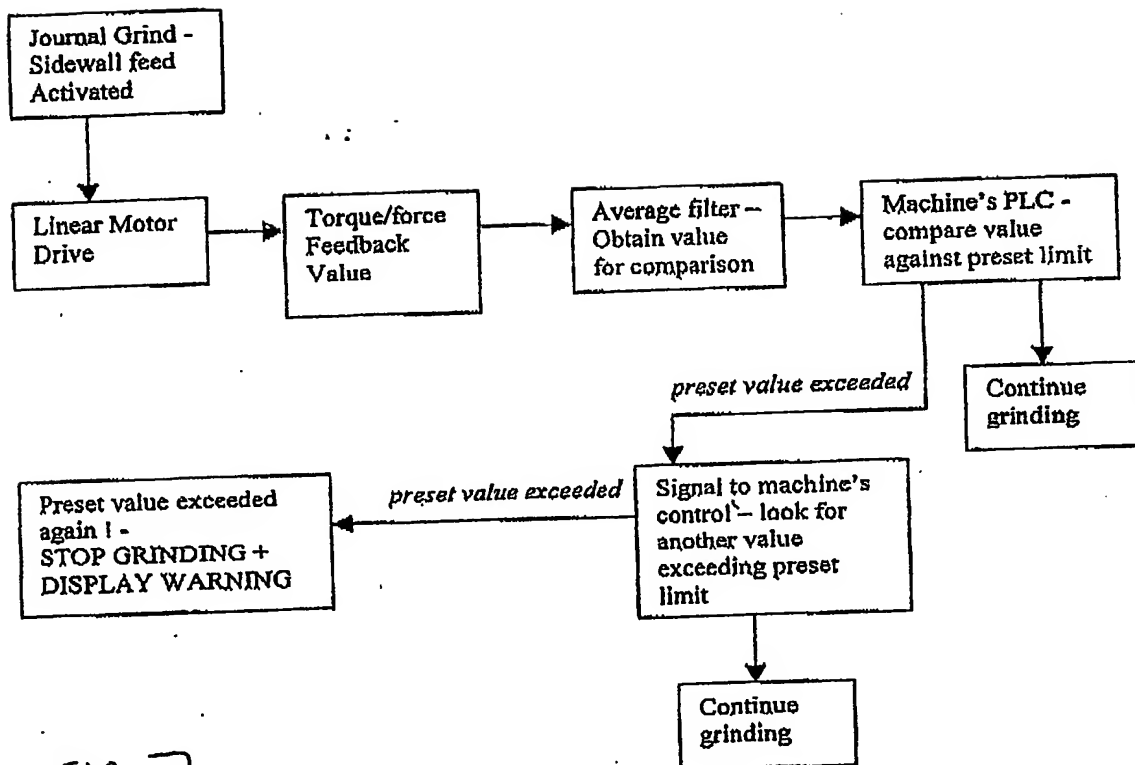 Journal Grind -
Sidewall feed
Activated
Linear Motor
Drive
Torque/force
Feedback
Value
Average filter –
Obtain value
for comparison
Machine's PLC -
compare value
against preset limit
preset value exceeded
Continue
grinding
Signal to machine's
control – look for
another value
exceeding preset
limit
preset value exceeded
Preset value exceeded
again ! -
STOP GRINDING +
DISPLAY WARNING
Continue
grinding